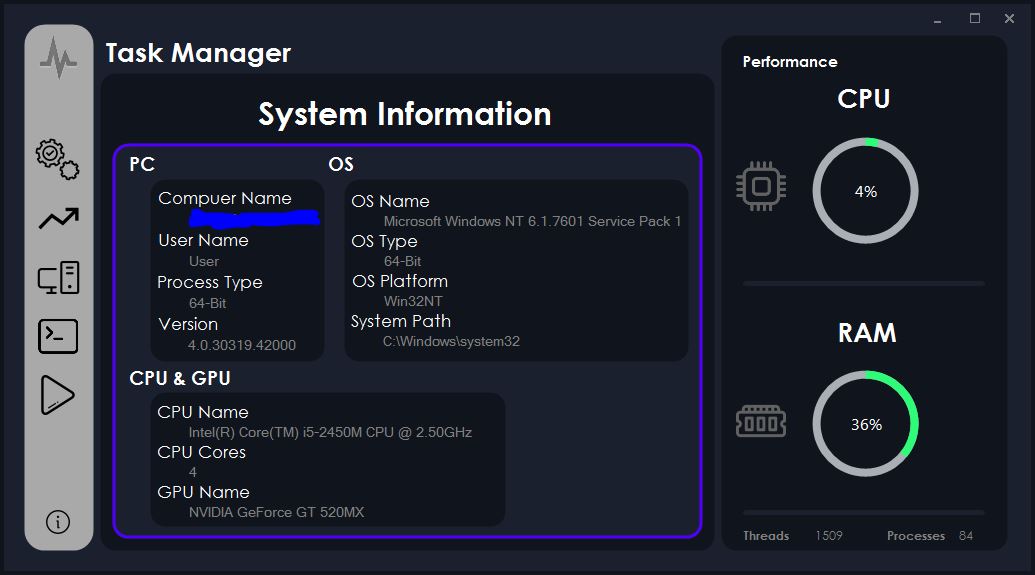 Task Manager
System Information
PC
Compuer Name
User Name
User
Process Type
64-Bit
Version
4.0.30319.42000
OS
OS Name
Microsoft Windows NT 6.1.7601 Service Pack 1
OS Type
64-Bit
OS Platform
Win32NT
System Path
C:\Windows\system32
CPU & GPU
CPU Name
Intel(R) Core(TM) i5-2450M CPU @ 2.50GHz
CPU Cores
4
GPU Name
NVIDIA GeForce GT 520MX
Performance
CPU
4%
RAM
36%
Threads 1509 Processes 84